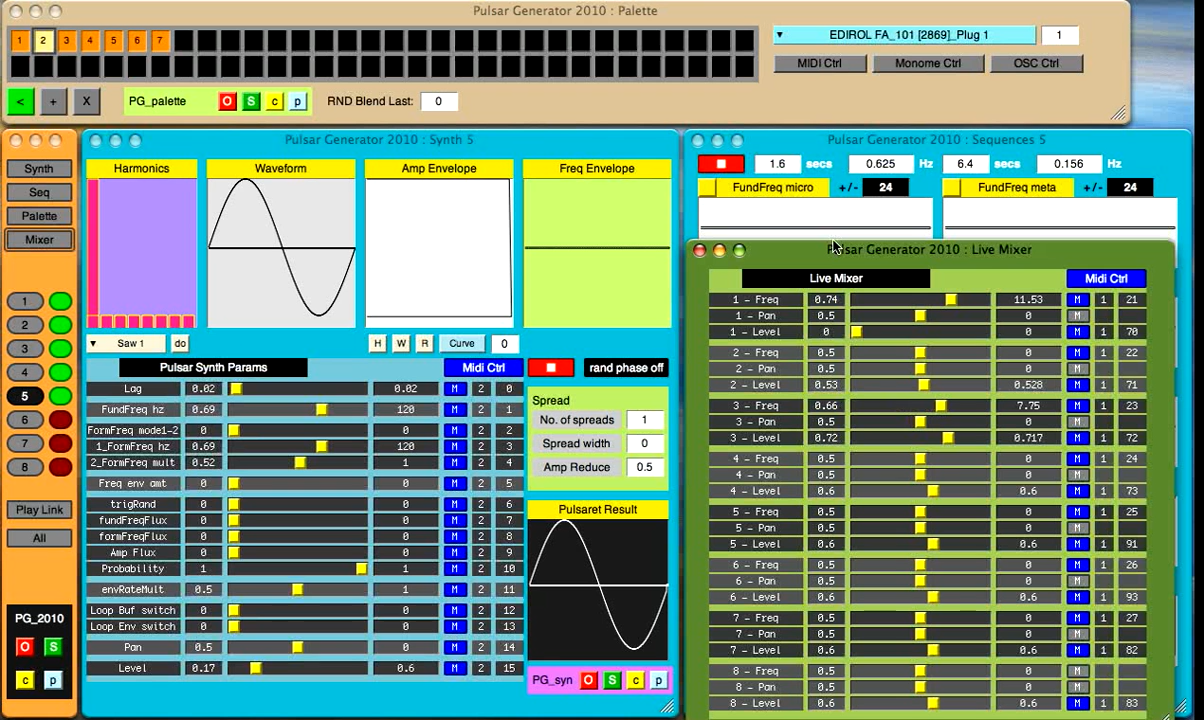 Pulsar Generator 2010 : Palette
1 2 3 4 5 6 7
▼ EDIROL FA_101 [2869]_Plug 1 1
MIDI Ctrl Monome Ctrl OSC Ctrl
< + X PG_palette O S c p RND Blend Last: 0
Synth
Seq
Palette
Mixer
1
2
3
4
5
6
7
8
Play Link
All
PG_2010
O S
c p
Pulsar Generator 2010 : Synth 5
Harmonics Waveform Amp Envelope Freq Envelope
▼ Saw 1 do H W R Curve 0
Pulsar Synth Params Midi Ctrl
Lag 0.02 0.02 M 2 0
FundFreq hz 0.69 120 M 2 1
FormFreq mode1-2 0 0 M 2 2
1_FormFreq hz 0.69 120 M 2 3
2_FormFreq mult 0.52 1 M 2 4
Freq env amt 0 0 M 2 5
trigRand 0 0 M 2 6
fundFreqFlux 0 0 M 2 7
formFreqFlux 0 0 M 2 8
Amp Flux 0 0 M 2 9
Probability 1 1 M 2 10
envRateMult 0.5 1 M 2 11
Loop Buf switch 0 0 M 2 12
Loop Env switch 0 0 M 2 13
Pan 0.5 0 M 2 14
Level 0.17 0.6 M 2 15
rand phase off
Spread
No. of spreads 1
Spread width 0
Amp Reduce 0.5
Pulsaret Result
PG_syn O S c p
Pulsar Generator 2010 : Sequences 5
1.6 secs 0.625 Hz 6.4 secs 0.156 Hz
FundFreq micro +/- 24 FundFreq meta +/- 24
Pulsar Generator 2010 : Live Mixer
Live Mixer Midi Ctrl
1 - Freq 0.74 11.53 M 1 21
1 - Pan 0.5 0 M
1 - Level 0 0 M 1 70
2 - Freq 0.5 0 M 1 22
2 - Pan 0.5 0 M
2 - Level 0.53 0.528 M 1 71
3 - Freq 0.66 7.75 M 1 23
3 - Pan 0.5 0 M
3 - Level 0.72 0.717 M 1 72
4 - Freq 0.5 0 M 1 24
4 - Pan 0.5 0 M
4 - Level 0.6 0.6 M 1 73
5 - Freq 0.5 0 M 1 25
5 - Pan 0.5 0 M
5 - Level 0.6 0.6 M 1 91
6 - Freq 0.5 0 M 1 26
6 - Pan 0.5 0 M
6 - Level 0.6 0.6 M 1 93
7 - Freq 0.5 0 M 1 27
7 - Pan 0.5 0 M
7 - Level 0.6 0.6 M 1 82
8 - Freq 0.5 0 M
8 - Pan 0.5 0 M
8 - Level 0.6 0.6 M 1 83